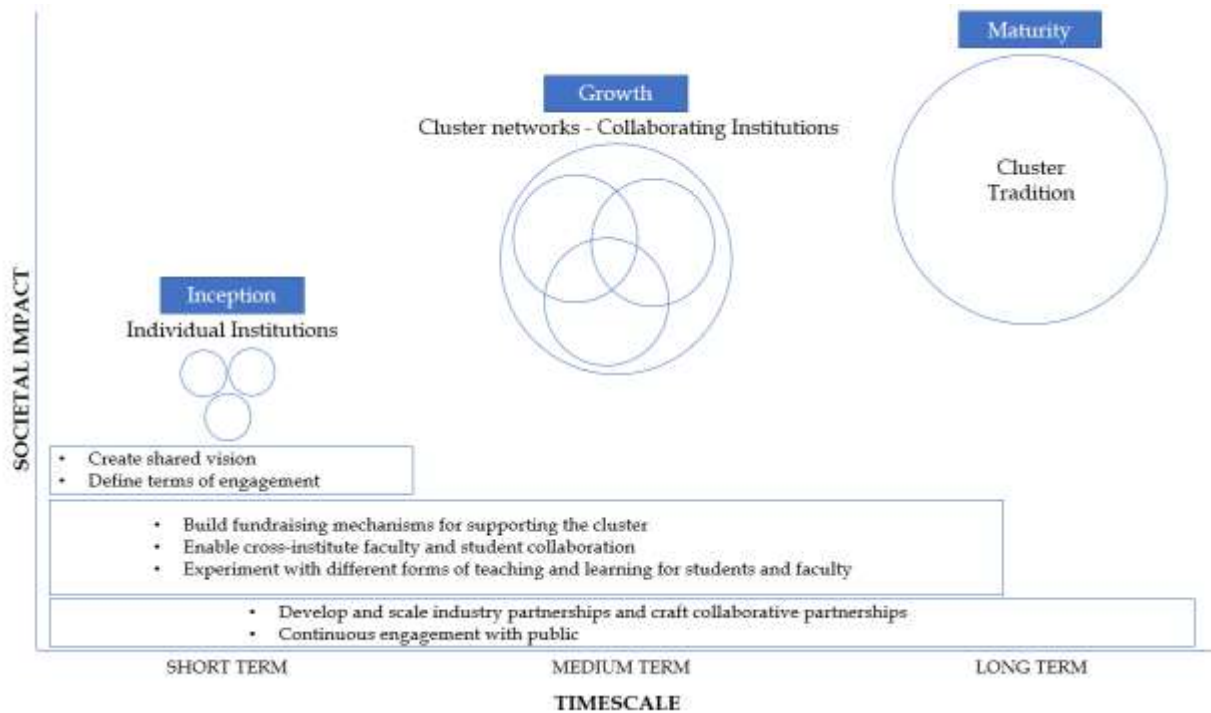 Maturity
Cluster
Tradition
Growth
Cluster networks - Collaborating Institutions
Inception
Individual Institutions
SOCIETAL IMPACT
• Create shared vision
• Define terms of engagement
• Build fundraising mechanisms for supporting the cluster
• Enable cross-institute faculty and student collaboration
• Experiment with different forms of teaching and learning for students and faculty
• Develop and scale industry partnerships and craft collaborative partnerships
• Continuous engagement with public
SHORT TERM
MEDIUM TERM
LONG TERM
TIMESCALE